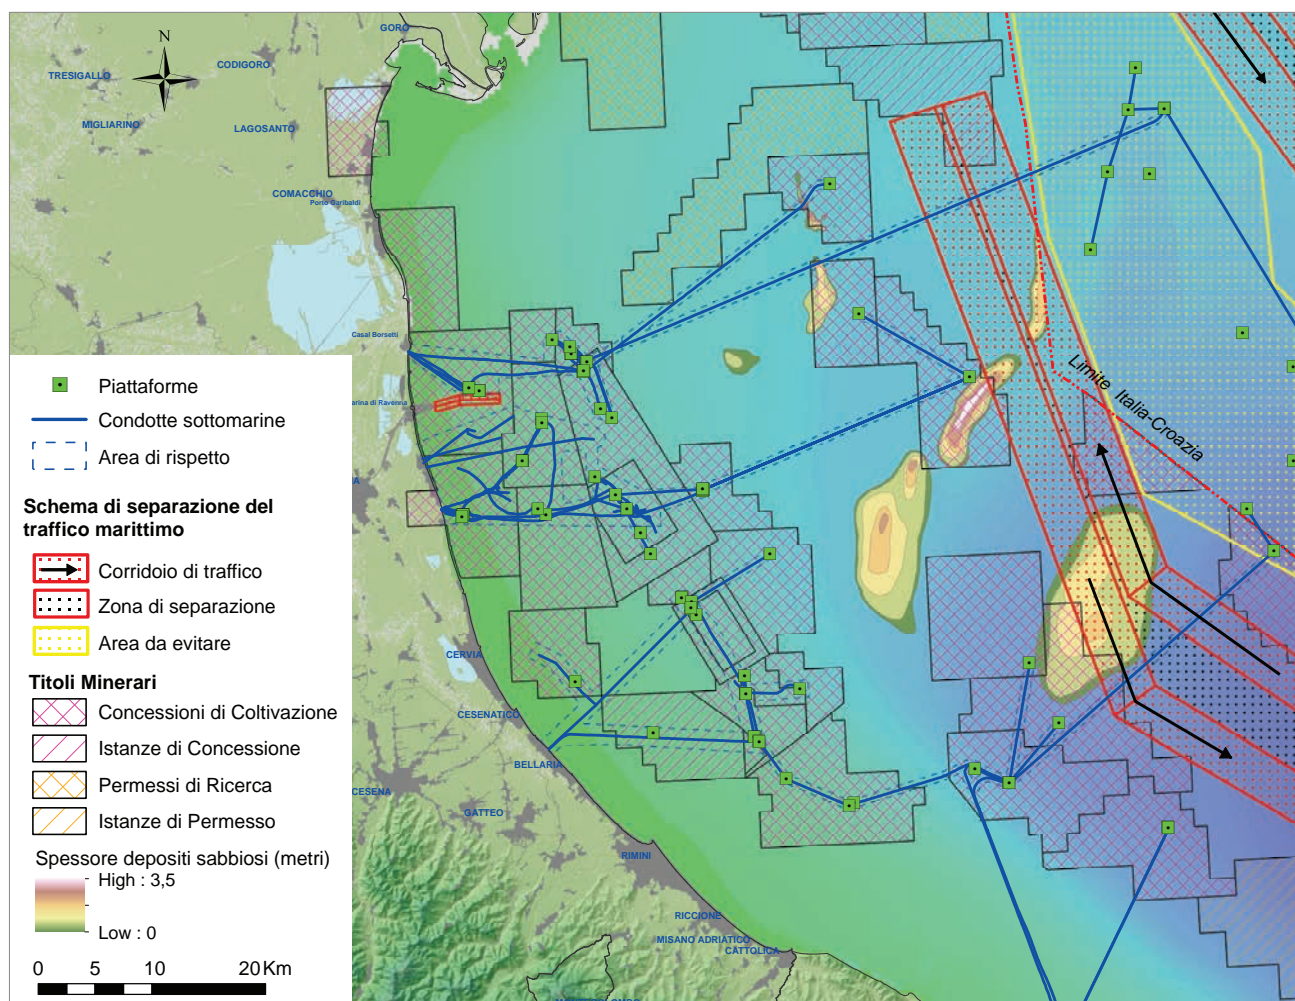 GORO
N
TRESIGALLO
CODIGORO
MIGLIARINO
LAGOSANTO
COMACCHIO
Porto Garibaldi
Casal Borsetti
arina di Ravenna
Limite Italia-Croazia
CERVIA
CESENATICO
BELLARIA
CESENA
GATTEO
RIMINI
RICCIONE
MISANO ADRIATICO
CATTOLICA
Piattaforme
Condotte sottomarine
Area di rispetto
Schema di separazione del
traffico marittimo
Corridoio di traffico
Zona di separazione
Area da evitare
Titoli Minerari
Concessioni di Coltivazione
Istanze di Concessione
Permessi di Ricerca
Istanze di Permesso
Spessore depositi sabbiosi (metri)
High : 3,5
Low : 0
0 5 10 20 Km